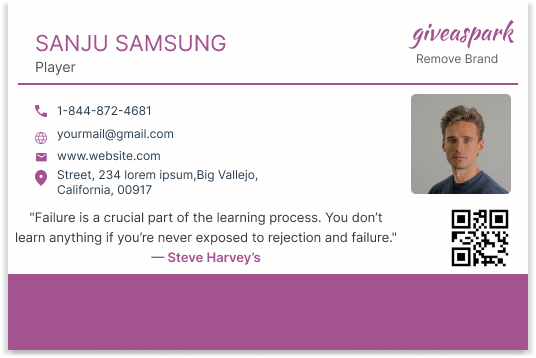 SANJU SAMSUNG
Player
giveaspark
Remove Brand
1-844-872-4681
yourmail@gmail.com
www.website.com
Street, 234 lorem ipsum,Big Vallejo,
California, 00917
"Failure is a crucial part of the learning process. You don’t
learn anything if you’re never exposed to rejection and failure."
— Steve Harvey’s